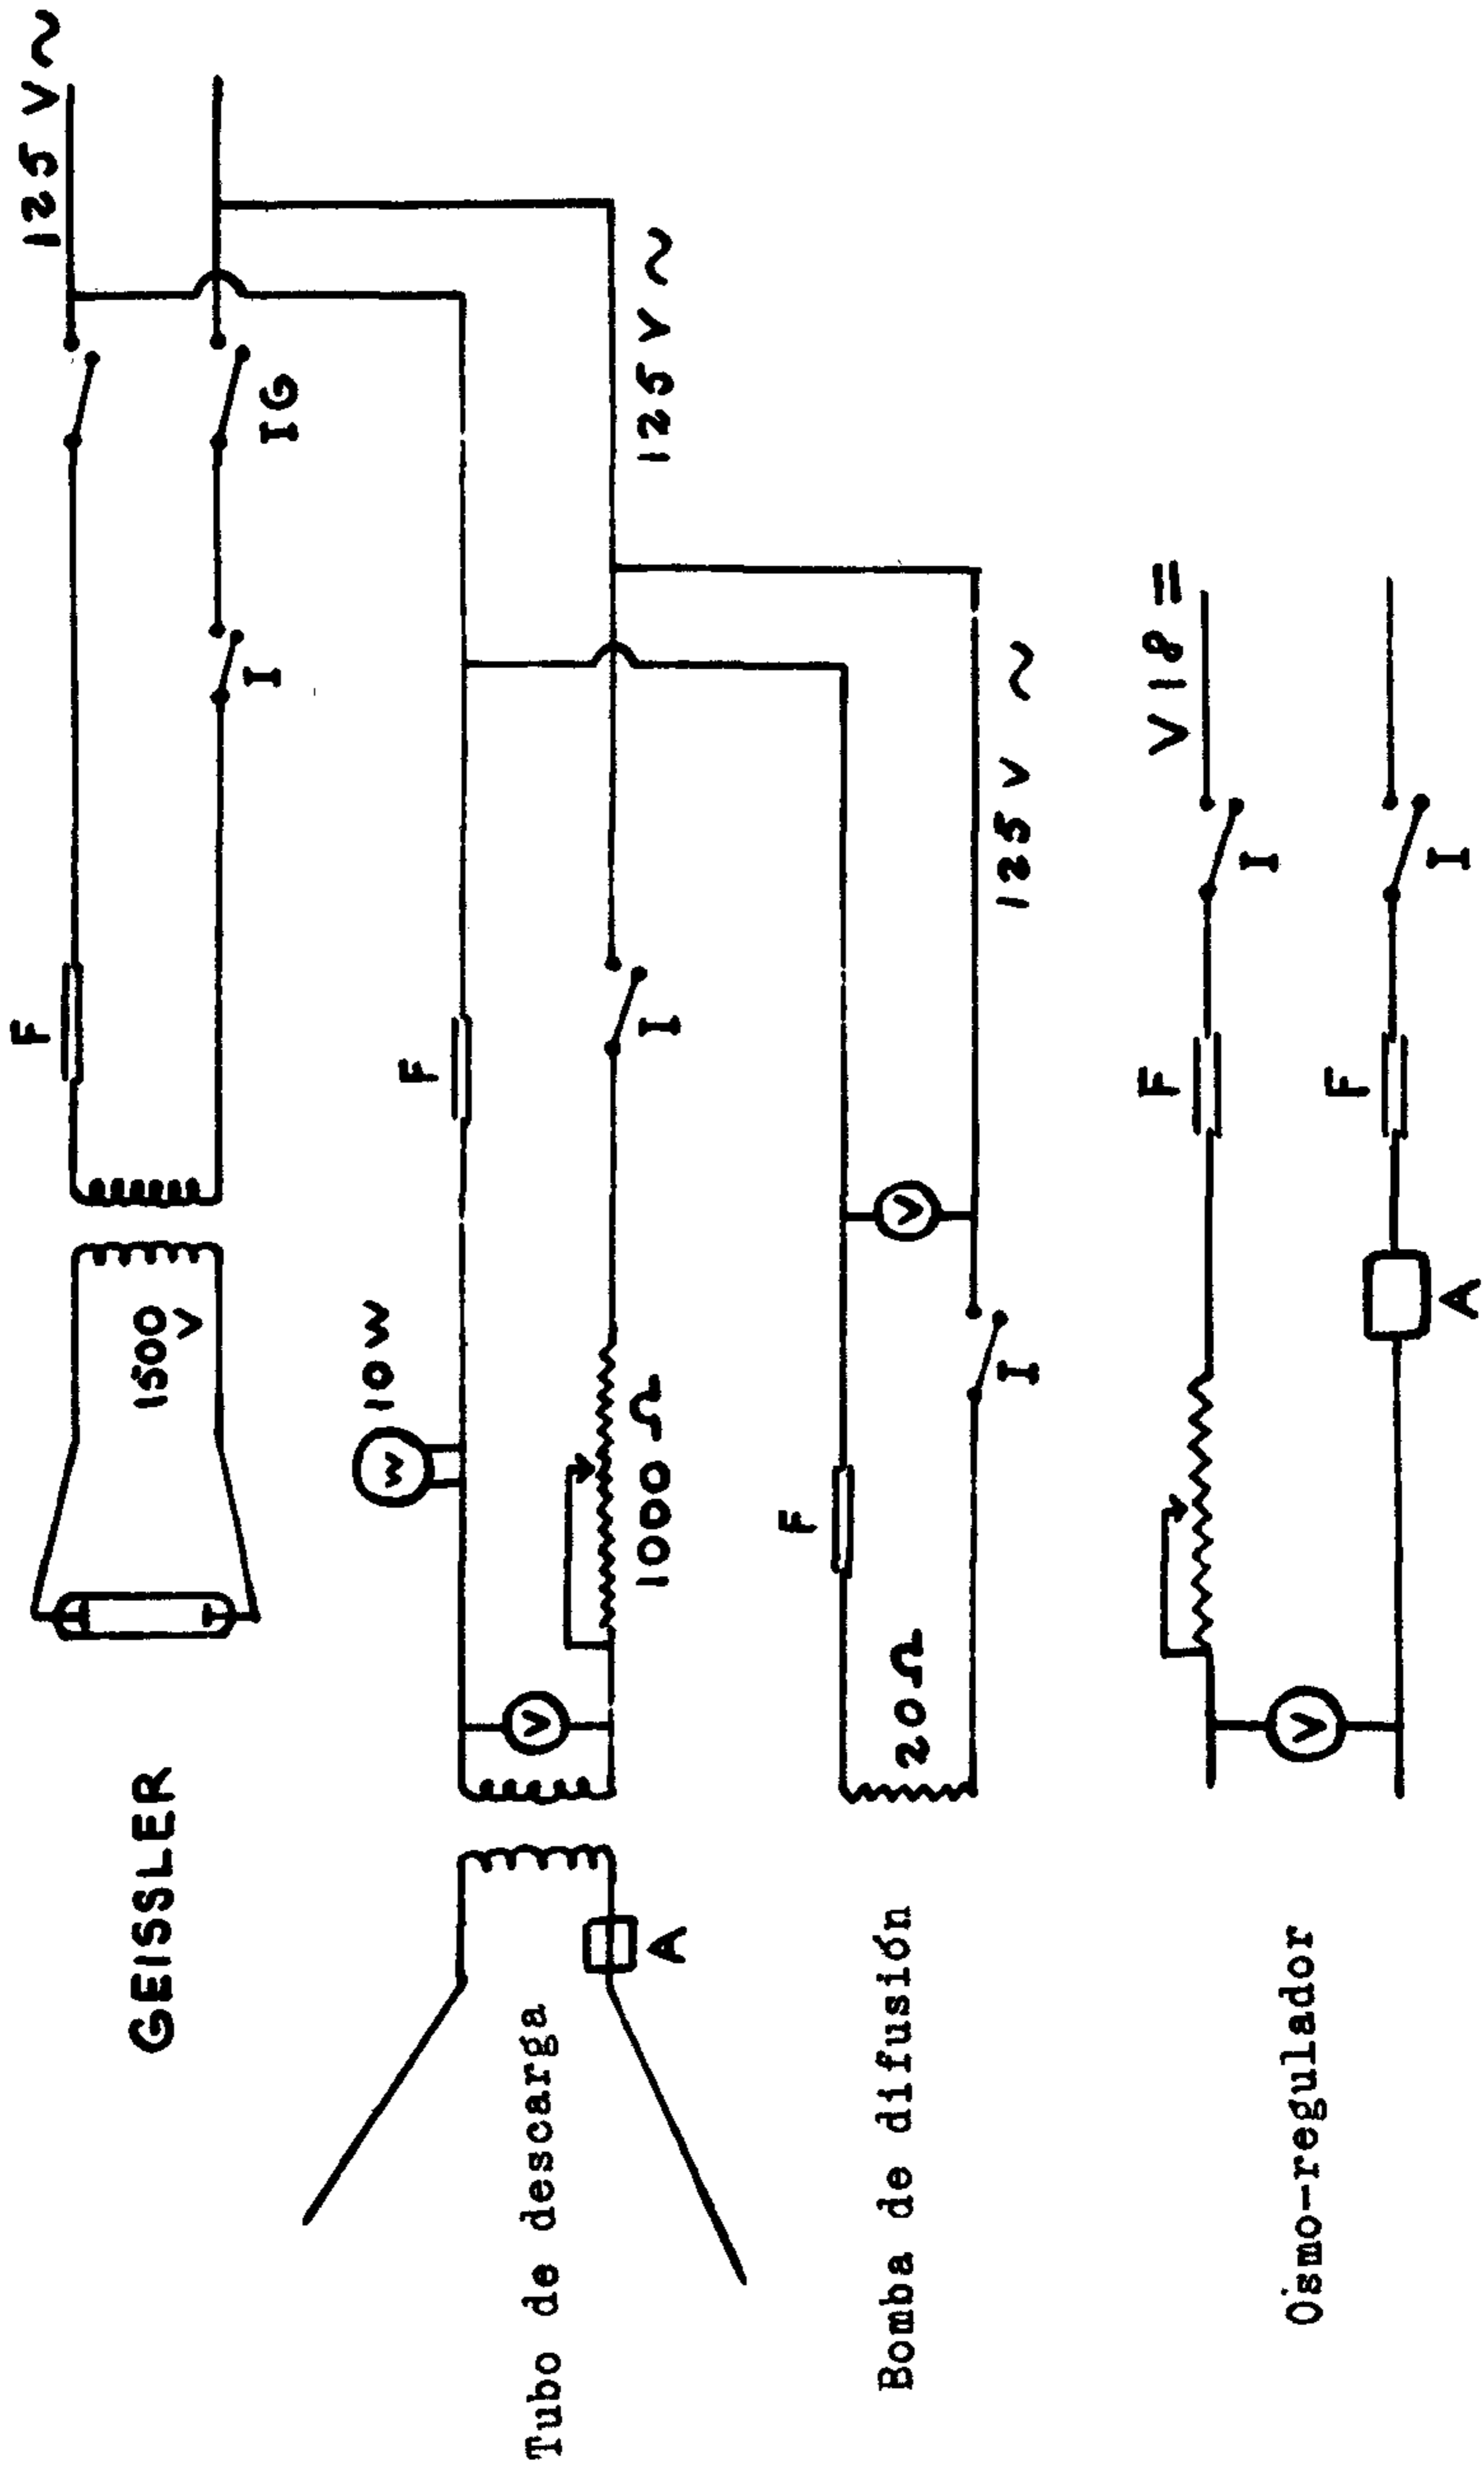 GEISSLER
1500
V
F
I
IG
125 V ~
Tubo de descarga
A
V
W
10 W
1000 Ω
F
I
125 V ~
Bomba de difusión
20 Ω
F
V
I
125 V ~
Osmo-regulador
V
A
F
F
I
I
V 18 =